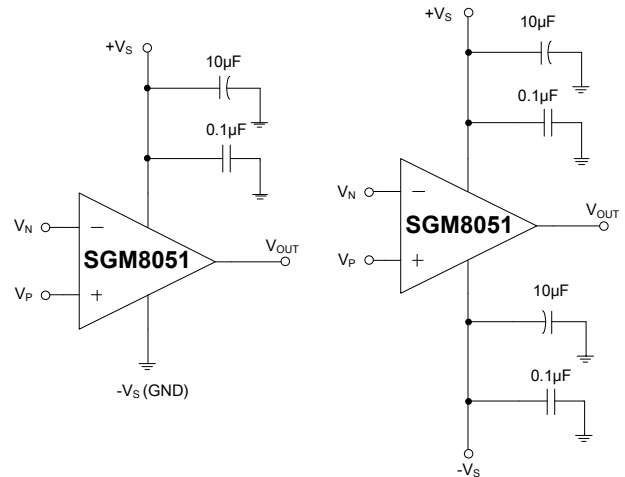 +VS
10µF
0.1µF
VN
−
SGM8051
VOUT
VP
+
-VS (GND)
+VS
10µF
0.1µF
VN
−
SGM8051
VOUT
VP
+
10µF
0.1µF
-VS